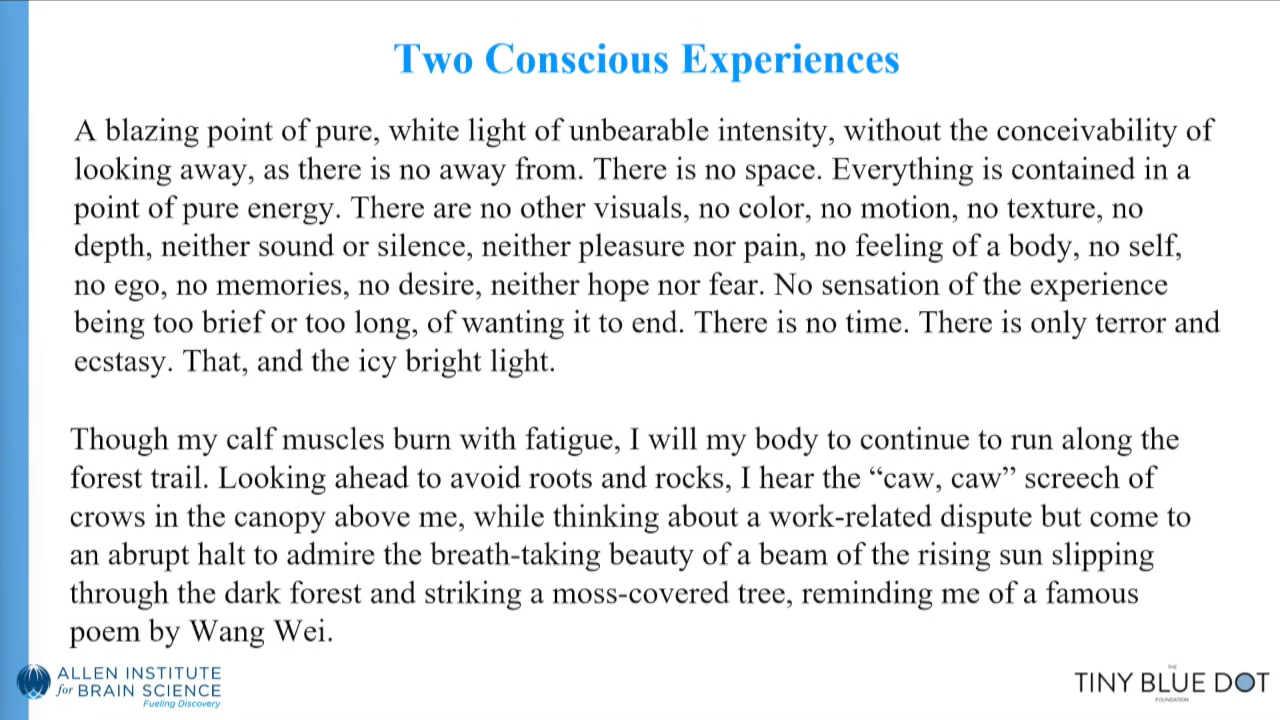 Two Conscious Experiences
A blazing point of pure, white light of unbearable intensity, without the conceivability of
looking away, as there is no away from. There is no space. Everything is contained in a
point of pure energy. There are no other visuals, no color, no motion, no texture, no
depth, neither sound or silence, neither pleasure nor pain, no feeling of a body, no self,
no ego, no memories, no desire, neither hope nor fear. No sensation of the experience
being too brief or too long, of wanting it to end. There is no time. There is only terror and
ecstasy. That, and the icy bright light.
Though my calf muscles burn with fatigue, I will my body to continue to run along the
forest trail. Looking ahead to avoid roots and rocks, I hear the “caw, caw” screech of
crows in the canopy above me, while thinking about a work-related dispute but come to
an abrupt halt to admire the breath-taking beauty of a beam of the rising sun slipping
through the dark forest and striking a moss-covered tree, reminding me of a famous
poem by Wang Wei.
ALLEN INSTITUTE
for BRAIN SCIENCE
Fueling Discovery
THE
TINY BLUE DOT
FOUNDATION